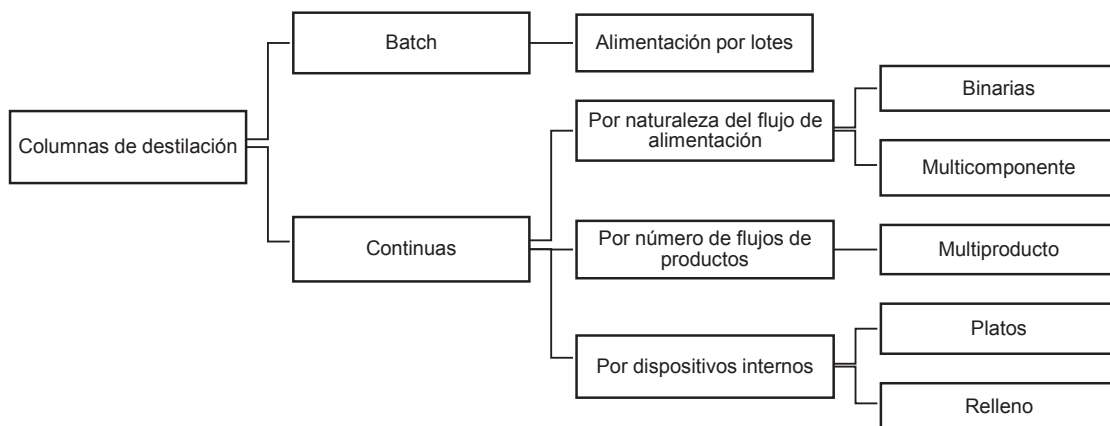 Columnas de destilación
Batch
Alimentación por lotes
Continuas
Por naturaleza del flujo de
alimentación
Binarias
Multicomponente
Por número de flujos de
productos
Multiproducto
Por dispositivos internos
Platos
Relleno